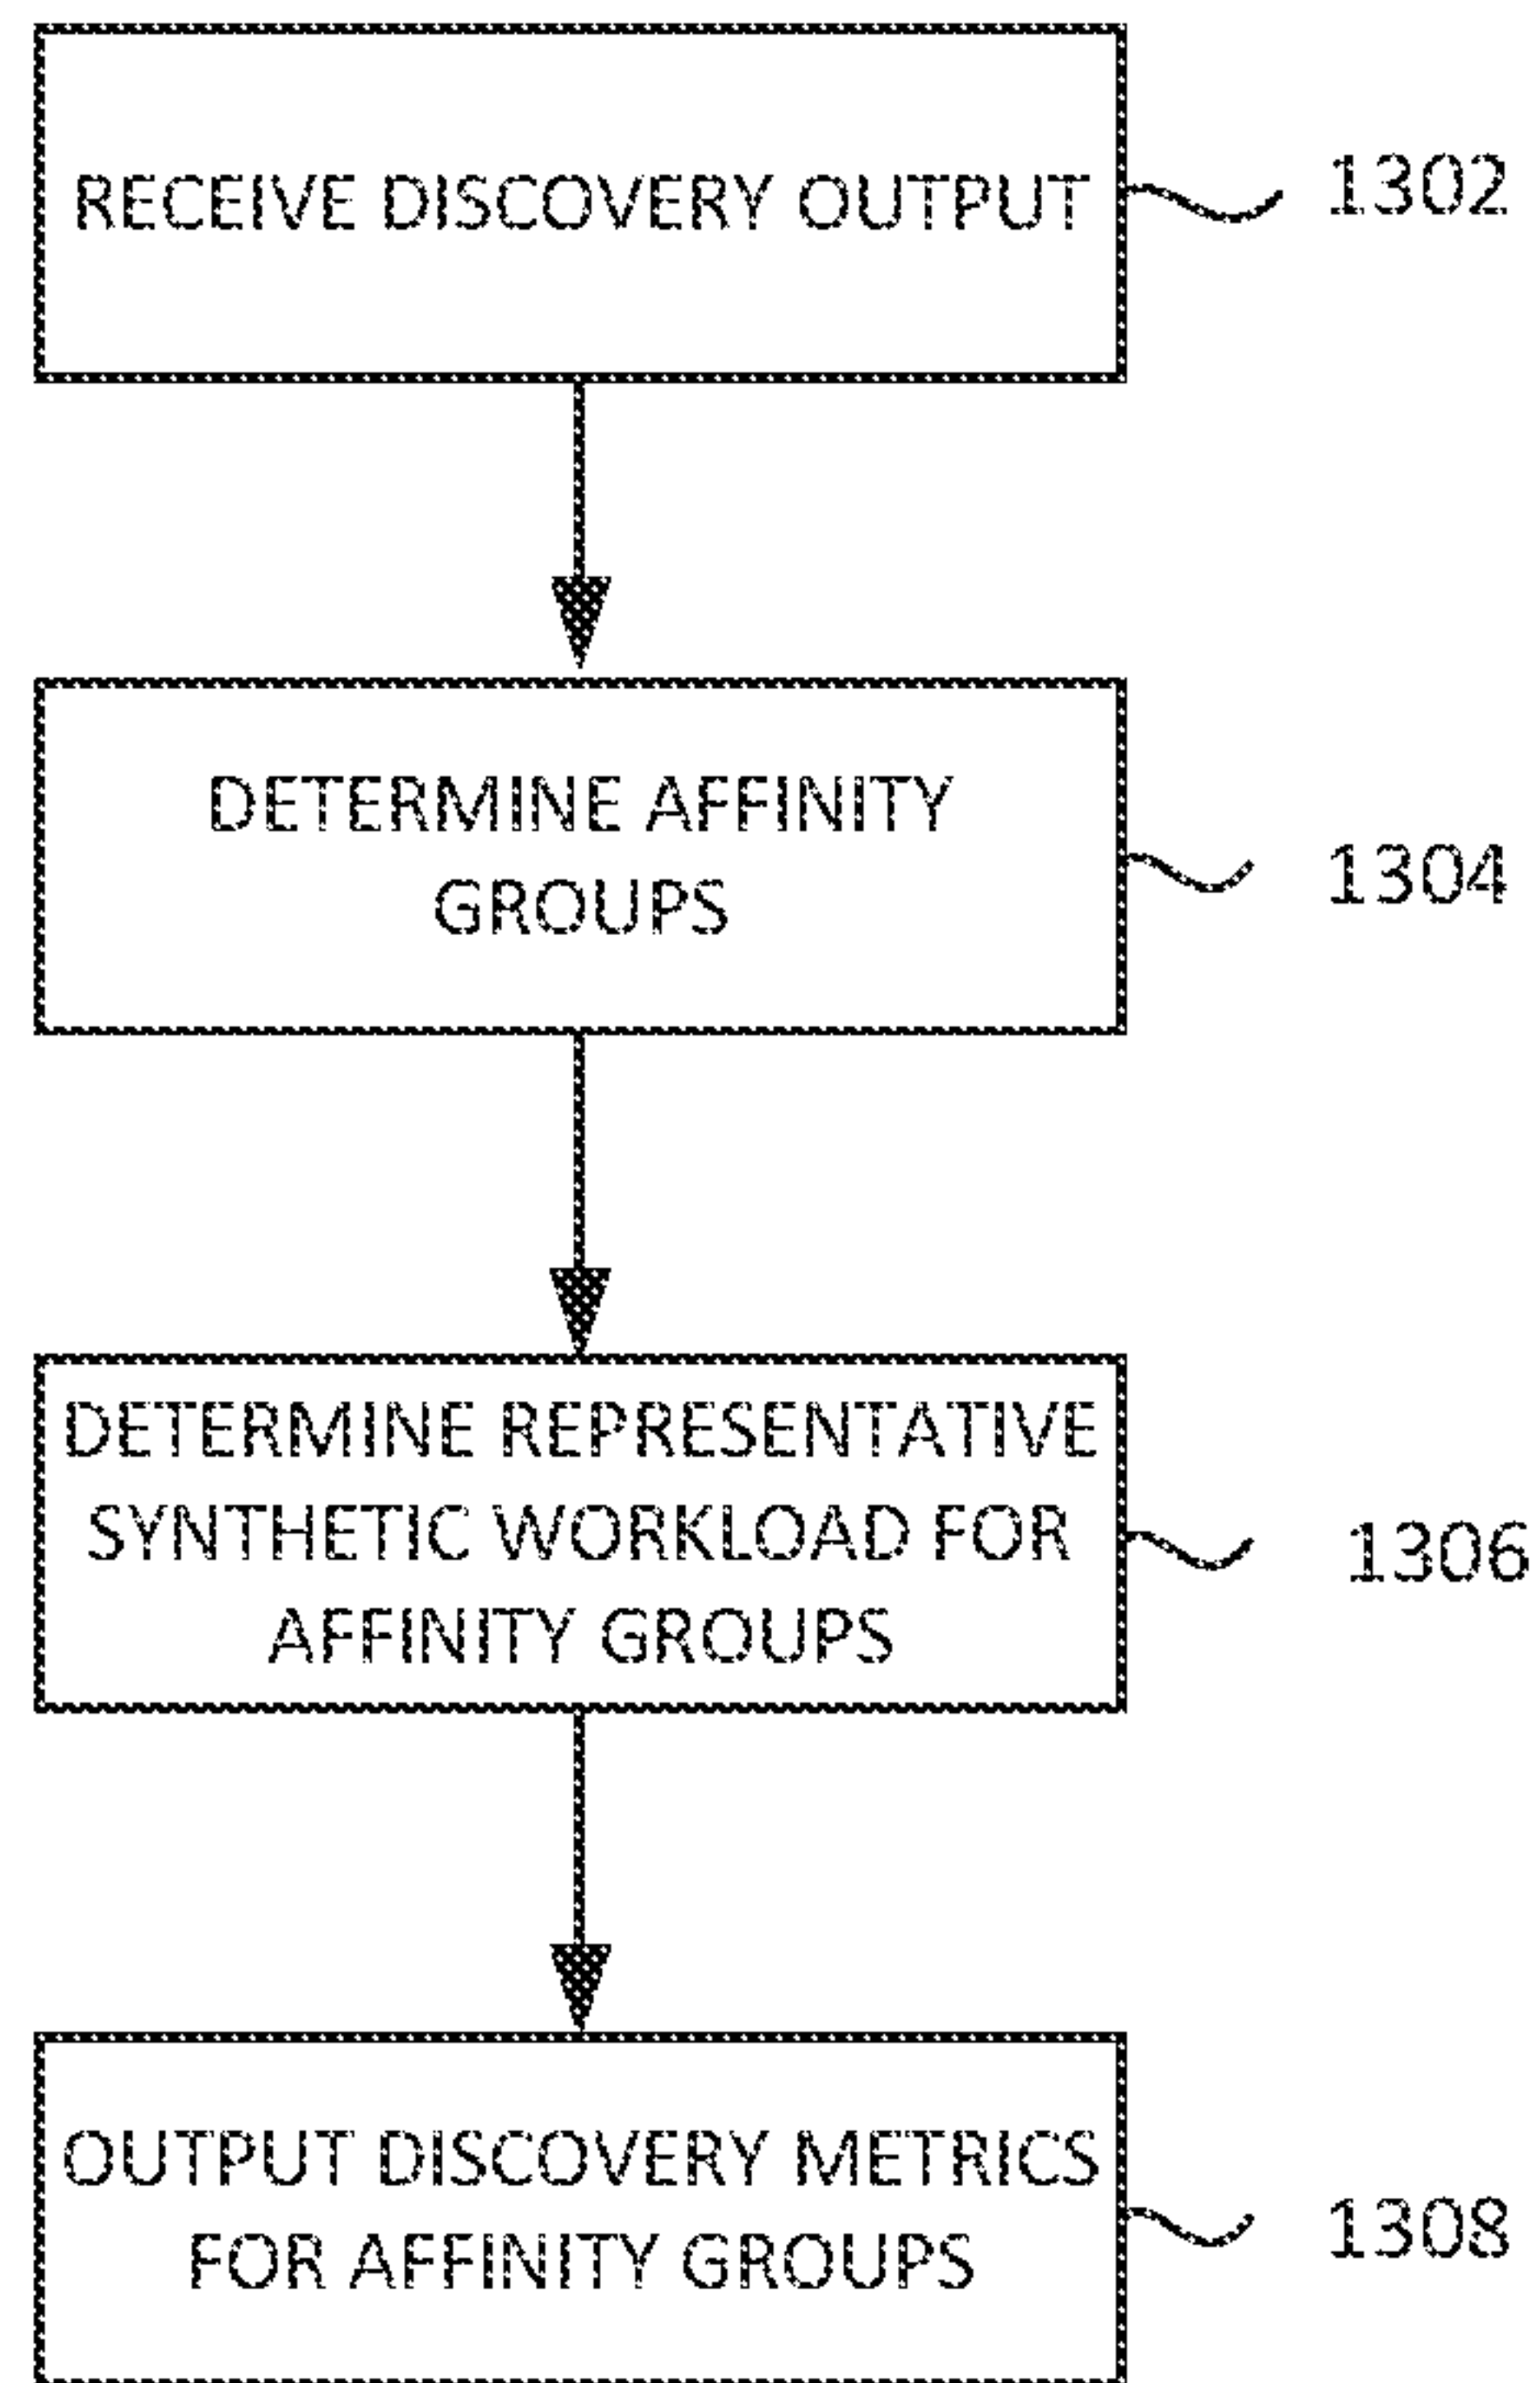 RECEIVE DISCOVERY OUTPUT
1302
DETERMINE AFFINITY
GROUPS
1304
DETERMINE REPRESENTATIVE
SYNTHETIC WORKLOAD FOR
AFFINITY GROUPS
1306
OUTPUT DISCOVERY METRICS
FOR AFFINITY GROUPS
1308